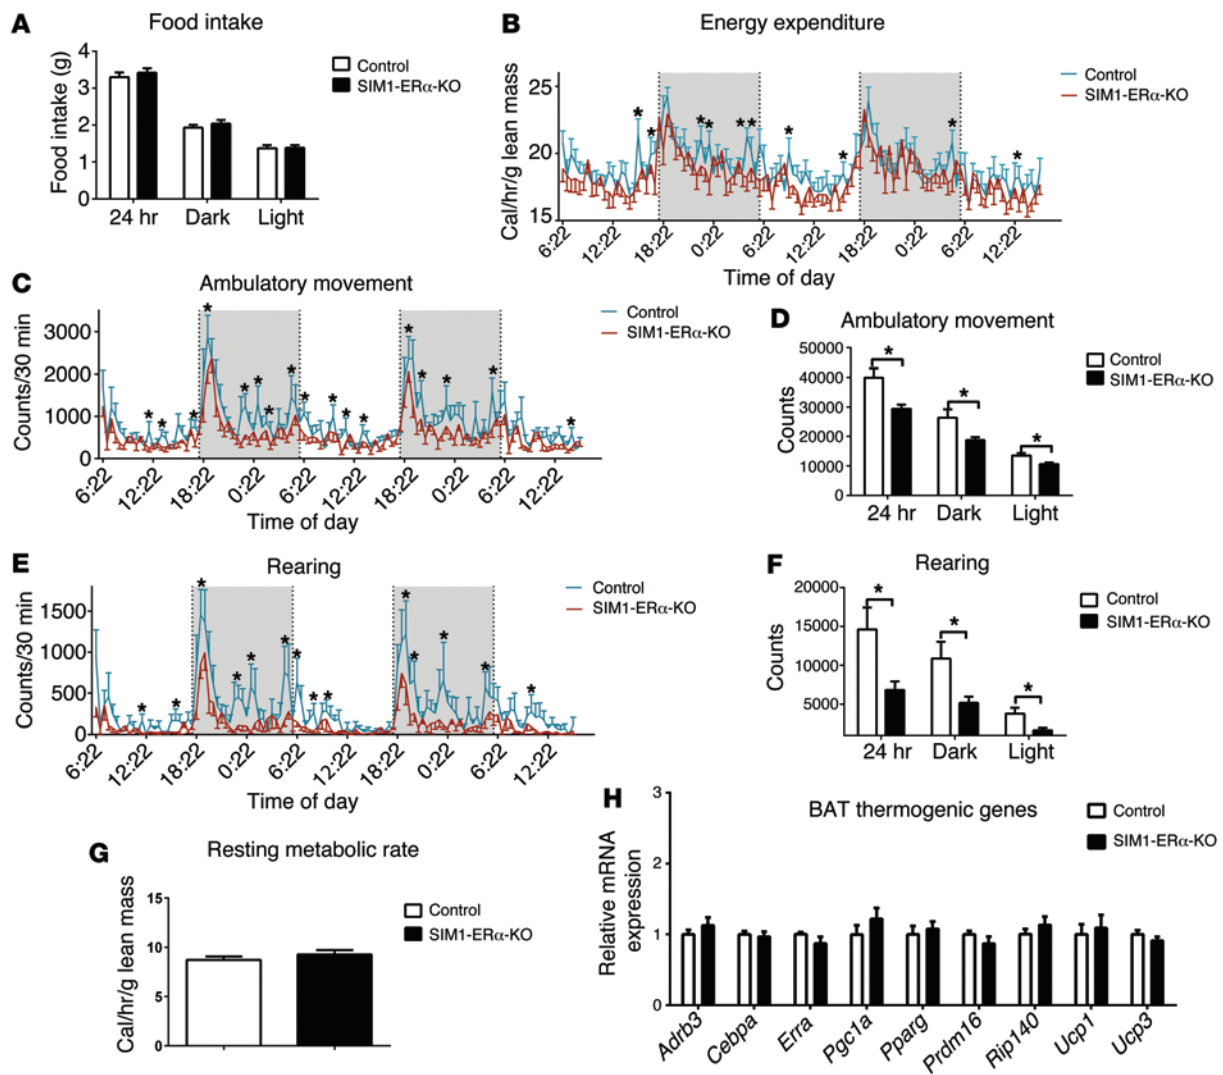 A
Food intake
Food intake (g)
4
3
2
1
0
24 hr
Dark
Light
Control
SIM1-ERα-KO
B
Energy expenditure
Cal/hr/g lean mass
25
20
15
* * * * * * * * * * *
6:22
12:22
18:22
0:22
6:22
12:22
18:22
0:22
6:22
12:22
Time of day
Control
SIM1-ERα-KO
C
Ambulatory movement
Counts/30 min
3000
2000
1000
0
* * * * * * * * * * * * * * * * * *
6:22
12:22
18:22
0:22
6:22
12:22
18:22
0:22
6:22
12:22
Time of day
Control
SIM1-ERα-KO
D
Ambulatory movement
Counts
50000
40000
30000
20000
10000
0
* * *
24 hr
Dark
Light
Control
SIM1-ERα-KO
E
Rearing
Counts/30 min
1500
1000
500
0
* * * * * * * * * * * * * *
6:22
12:22
18:22
0:22
6:22
12:22
18:22
0:22
6:22
12:22
Time of day
Control
SIM1-ERα-KO
F
Rearing
Counts
20000
15000
10000
5000
* * *
24 hr
Dark
Light
Control
SIM1-ERα-KO
G
Resting metabolic rate
Cal/hr/g lean mass
15
10
5
0
Control
SIM1-ERα-KO
H
BAT thermogenic genes
Relative mRNA
expression
3
2
1
0
Adrb3
Cebpa
Erra
Pgc1a
Pparg
Prdm16
Rip140
Ucp1
Ucp3
Control
SIM1-ERα-KO